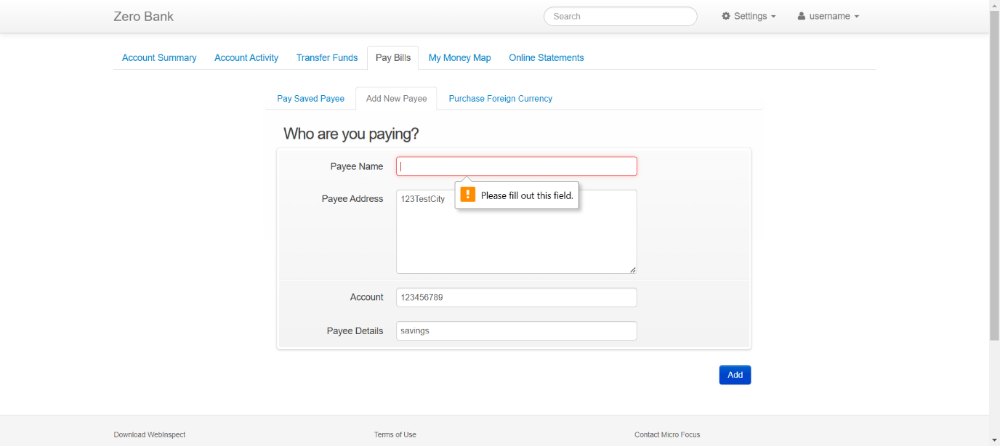 Zero Bank Search Settings username
Account Summary Account Activity Transfer Funds Pay Bills My Money Map Online Statements
Pay Saved Payee Add New Payee Purchase Foreign Currency
Who are you paying?
Payee Name
Please fill out this field.
Payee Address 123TestCity
Account 123456789
Payee Details savings
Add
Download WebInspect Terms of Use Contact Micro Focus